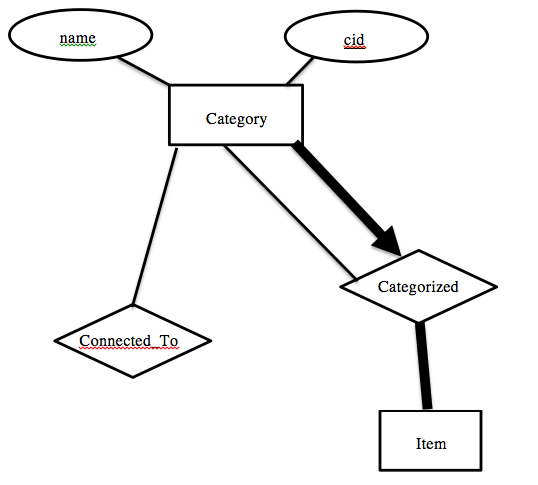 name
cid
Category
Categorized
Connected_To
Item